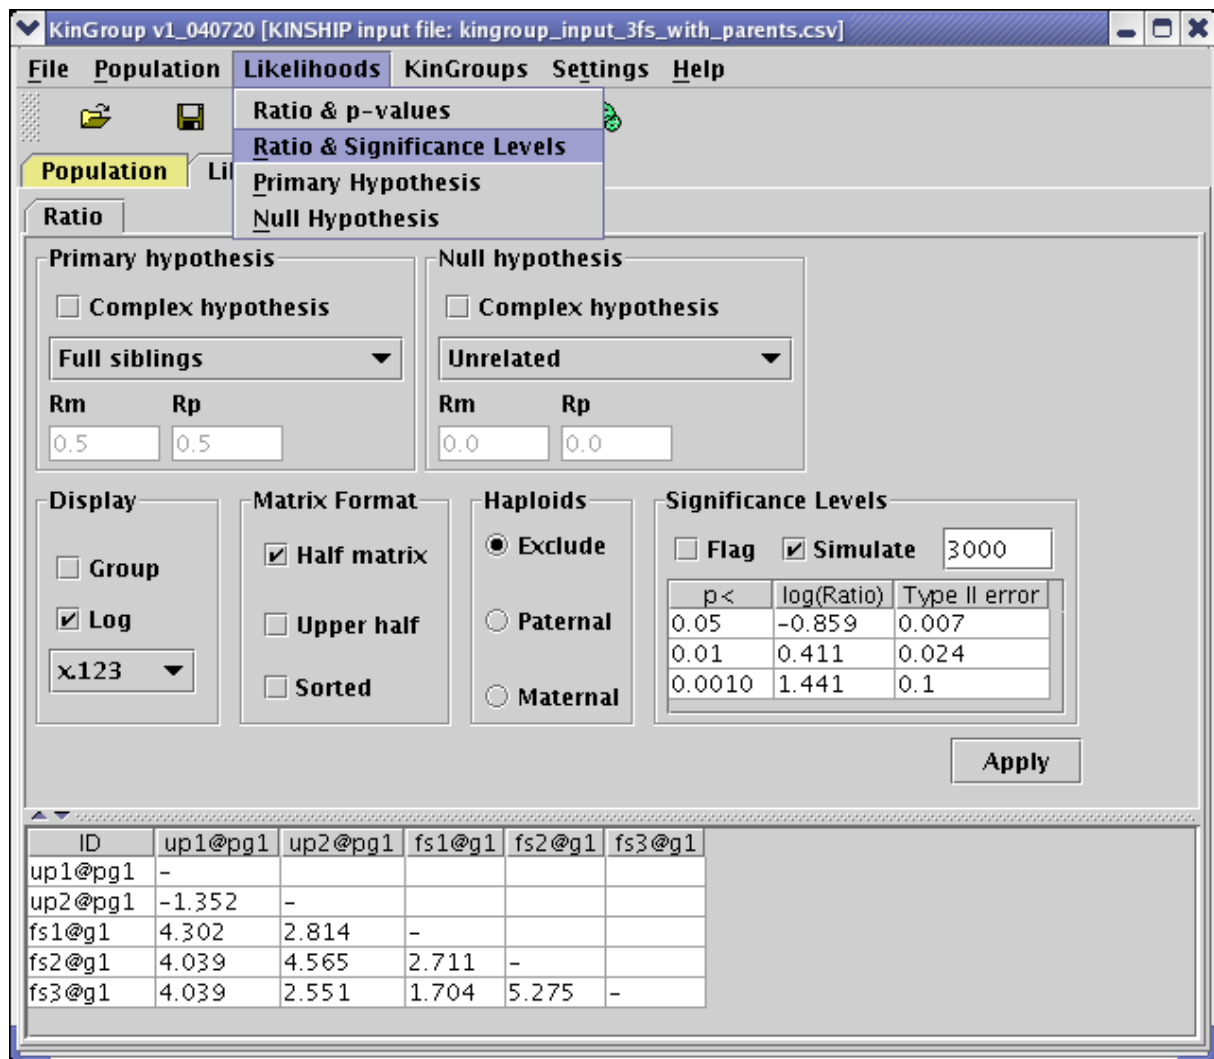 KinGroup v1_040720 [KINSHIP input file: kingroup_input_3fs_with_parents.csv]
File Population Likelihoods KinGroups Settings Help
Ratio & p-values
Ratio & Significance Levels
Primary Hypothesis
Null Hypothesis
Population Li
Ratio
Primary hypothesis
Complex hypothesis
Full siblings
Rm Rp
0.5 0.5
Null hypothesis
Complex hypothesis
Unrelated
Rm Rp
0.0 0.0
Display
Group
Log
x.123
Matrix Format
Half matrix
Upper half
Sorted
Haploids
Exclude
Paternal
Maternal
Significance Levels
Flag Simulate 3000
p< log(Ratio) Type II error
0.05 -0.859 0.007
0.01 0.411 0.024
0.0010 1.441 0.1
Apply
ID up1@pg1 up2@pg1 fs1@g1 fs2@g1 fs3@g1
up1@pg1 -
up2@pg1 -1.352 -
fs1@g1 4.302 2.814 -
fs2@g1 4.039 4.565 2.711 -
fs3@g1 4.039 2.551 1.704 5.275 -